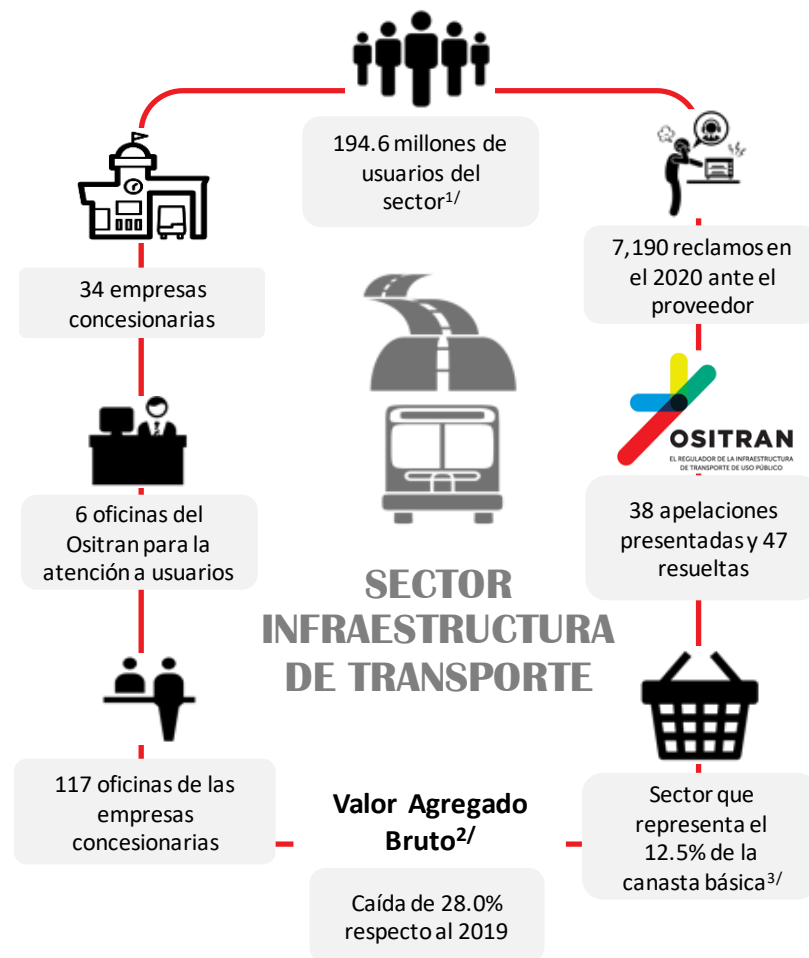 194.6 millones de
usuarios del
sector1/
34 empresas
concesionarias
7,190 reclamos en
el 2020 ante el
proveedor
OSITRAN
EL REGULADOR DE LA INFRAESTRUCTURA
DE TRANSPORTE DE USO PÚBLICO
6 oficinas del
Ositran para la
atención a usuarios
38 apelaciones
presentadas y 47
resueltas
SECTOR
INFRAESTRUCTURA
DE TRANSPORTE
117 oficinas de las
empresas
concesionarias
Valor Agregado
Bruto2/
Caída de 28.0%
respecto al 2019
Sector que
representa el
12.5% de la
canasta básica3/